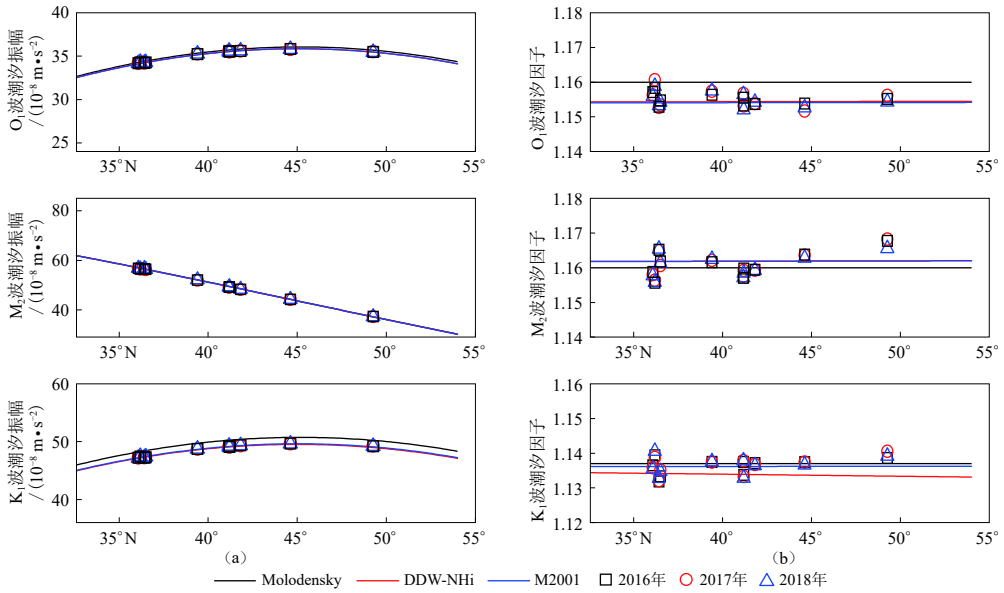 O₁波潮汐振幅
/ (10⁻⁸ m•s⁻²)
40
35
30
25
35° N
40°
45°
50°
55°
O₁波潮汐因子
1.18
1.17
1.16
1.15
1.14
35° N
40°
45°
50°
55°
M₂波潮汐振幅
/ (10⁻⁸ m•s⁻²)
80
60
40
35° N
40°
45°
50°
55°
M₂波潮汐因子
1.18
1.17
1.16
1.15
1.14
35° N
40°
45°
50°
55°
K₁波潮汐振幅
/ (10⁻⁸ m•s⁻²)
60
50
40
35° N
40°
45°
50°
55°
(a)
K₁波潮汐因子
1.16
1.15
1.14
1.13
1.12
35° N
40°
45°
50°
55°
(b)
Molodensky DDW-NHi M2001 2016年 2017年 2018年